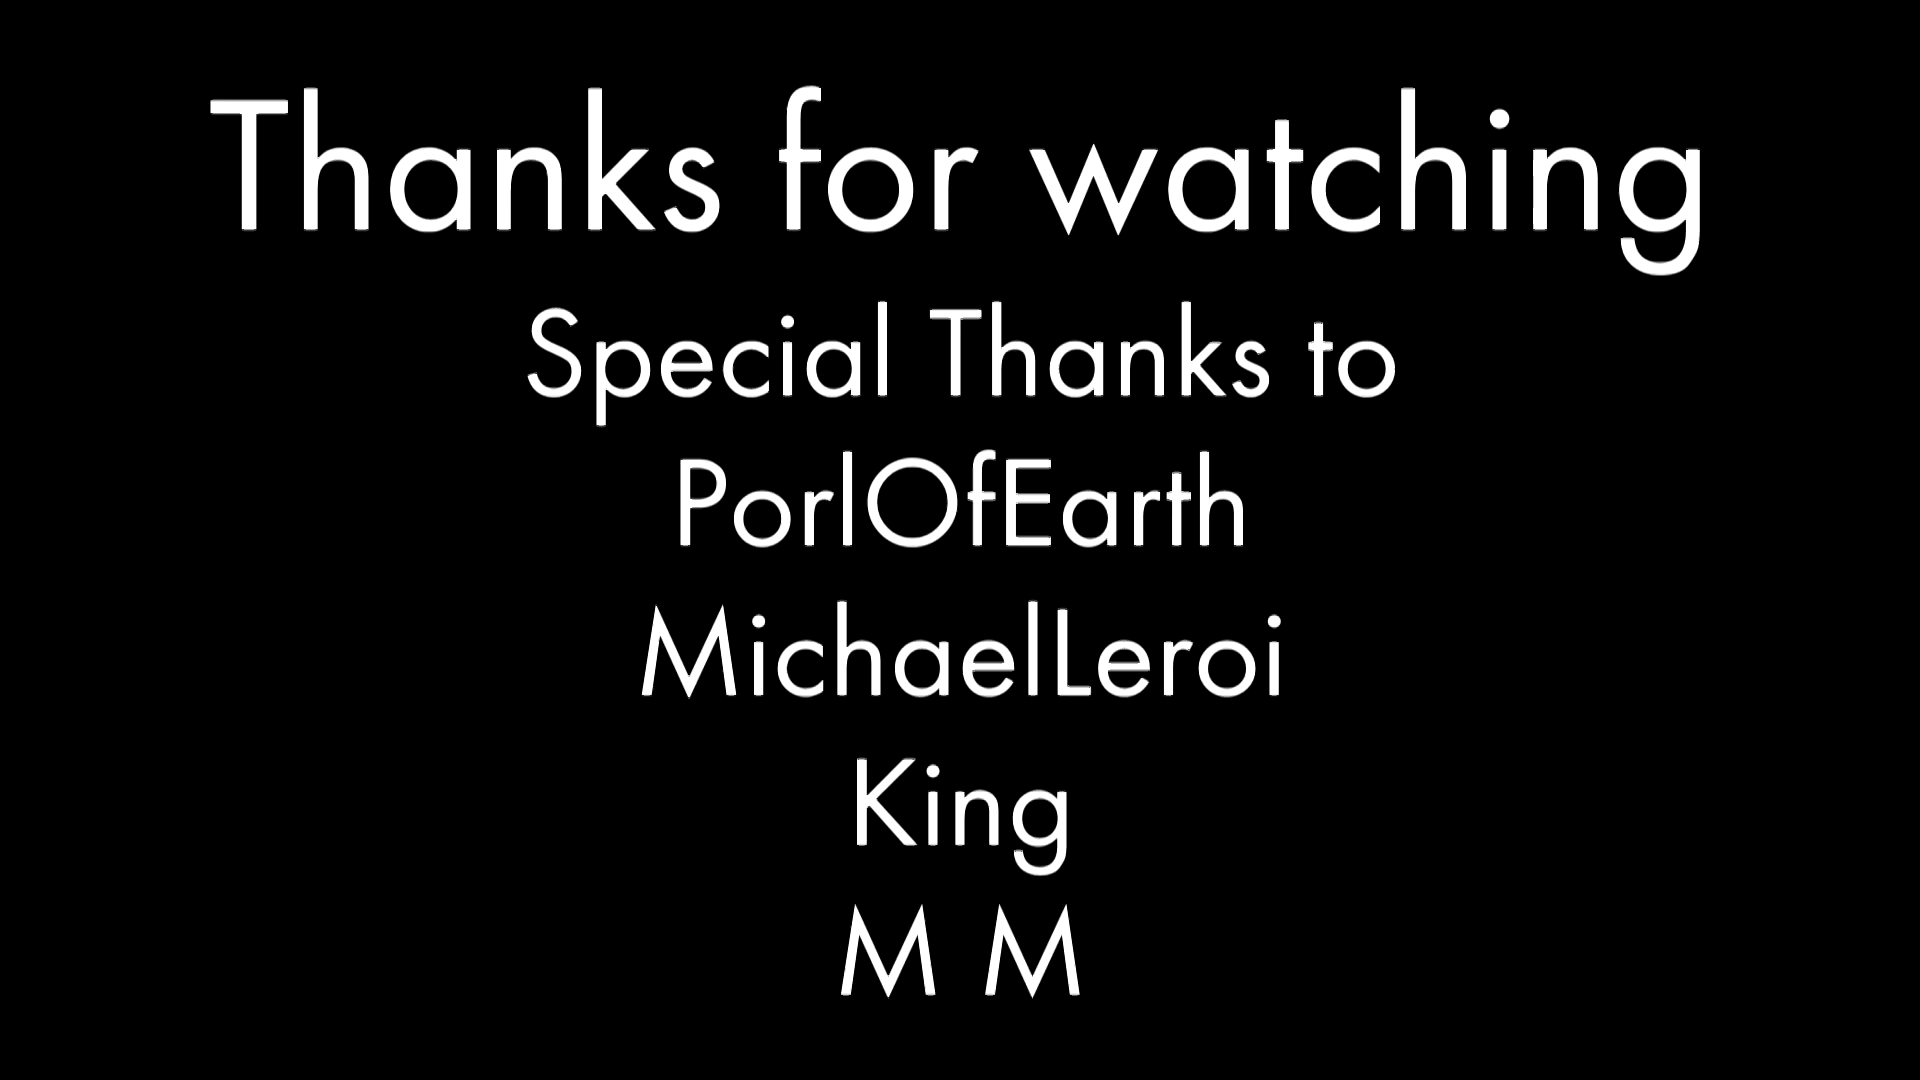 Thanks for watching
Special Thanks to
PorlOfEarth
MichaelLeroi
King
M M